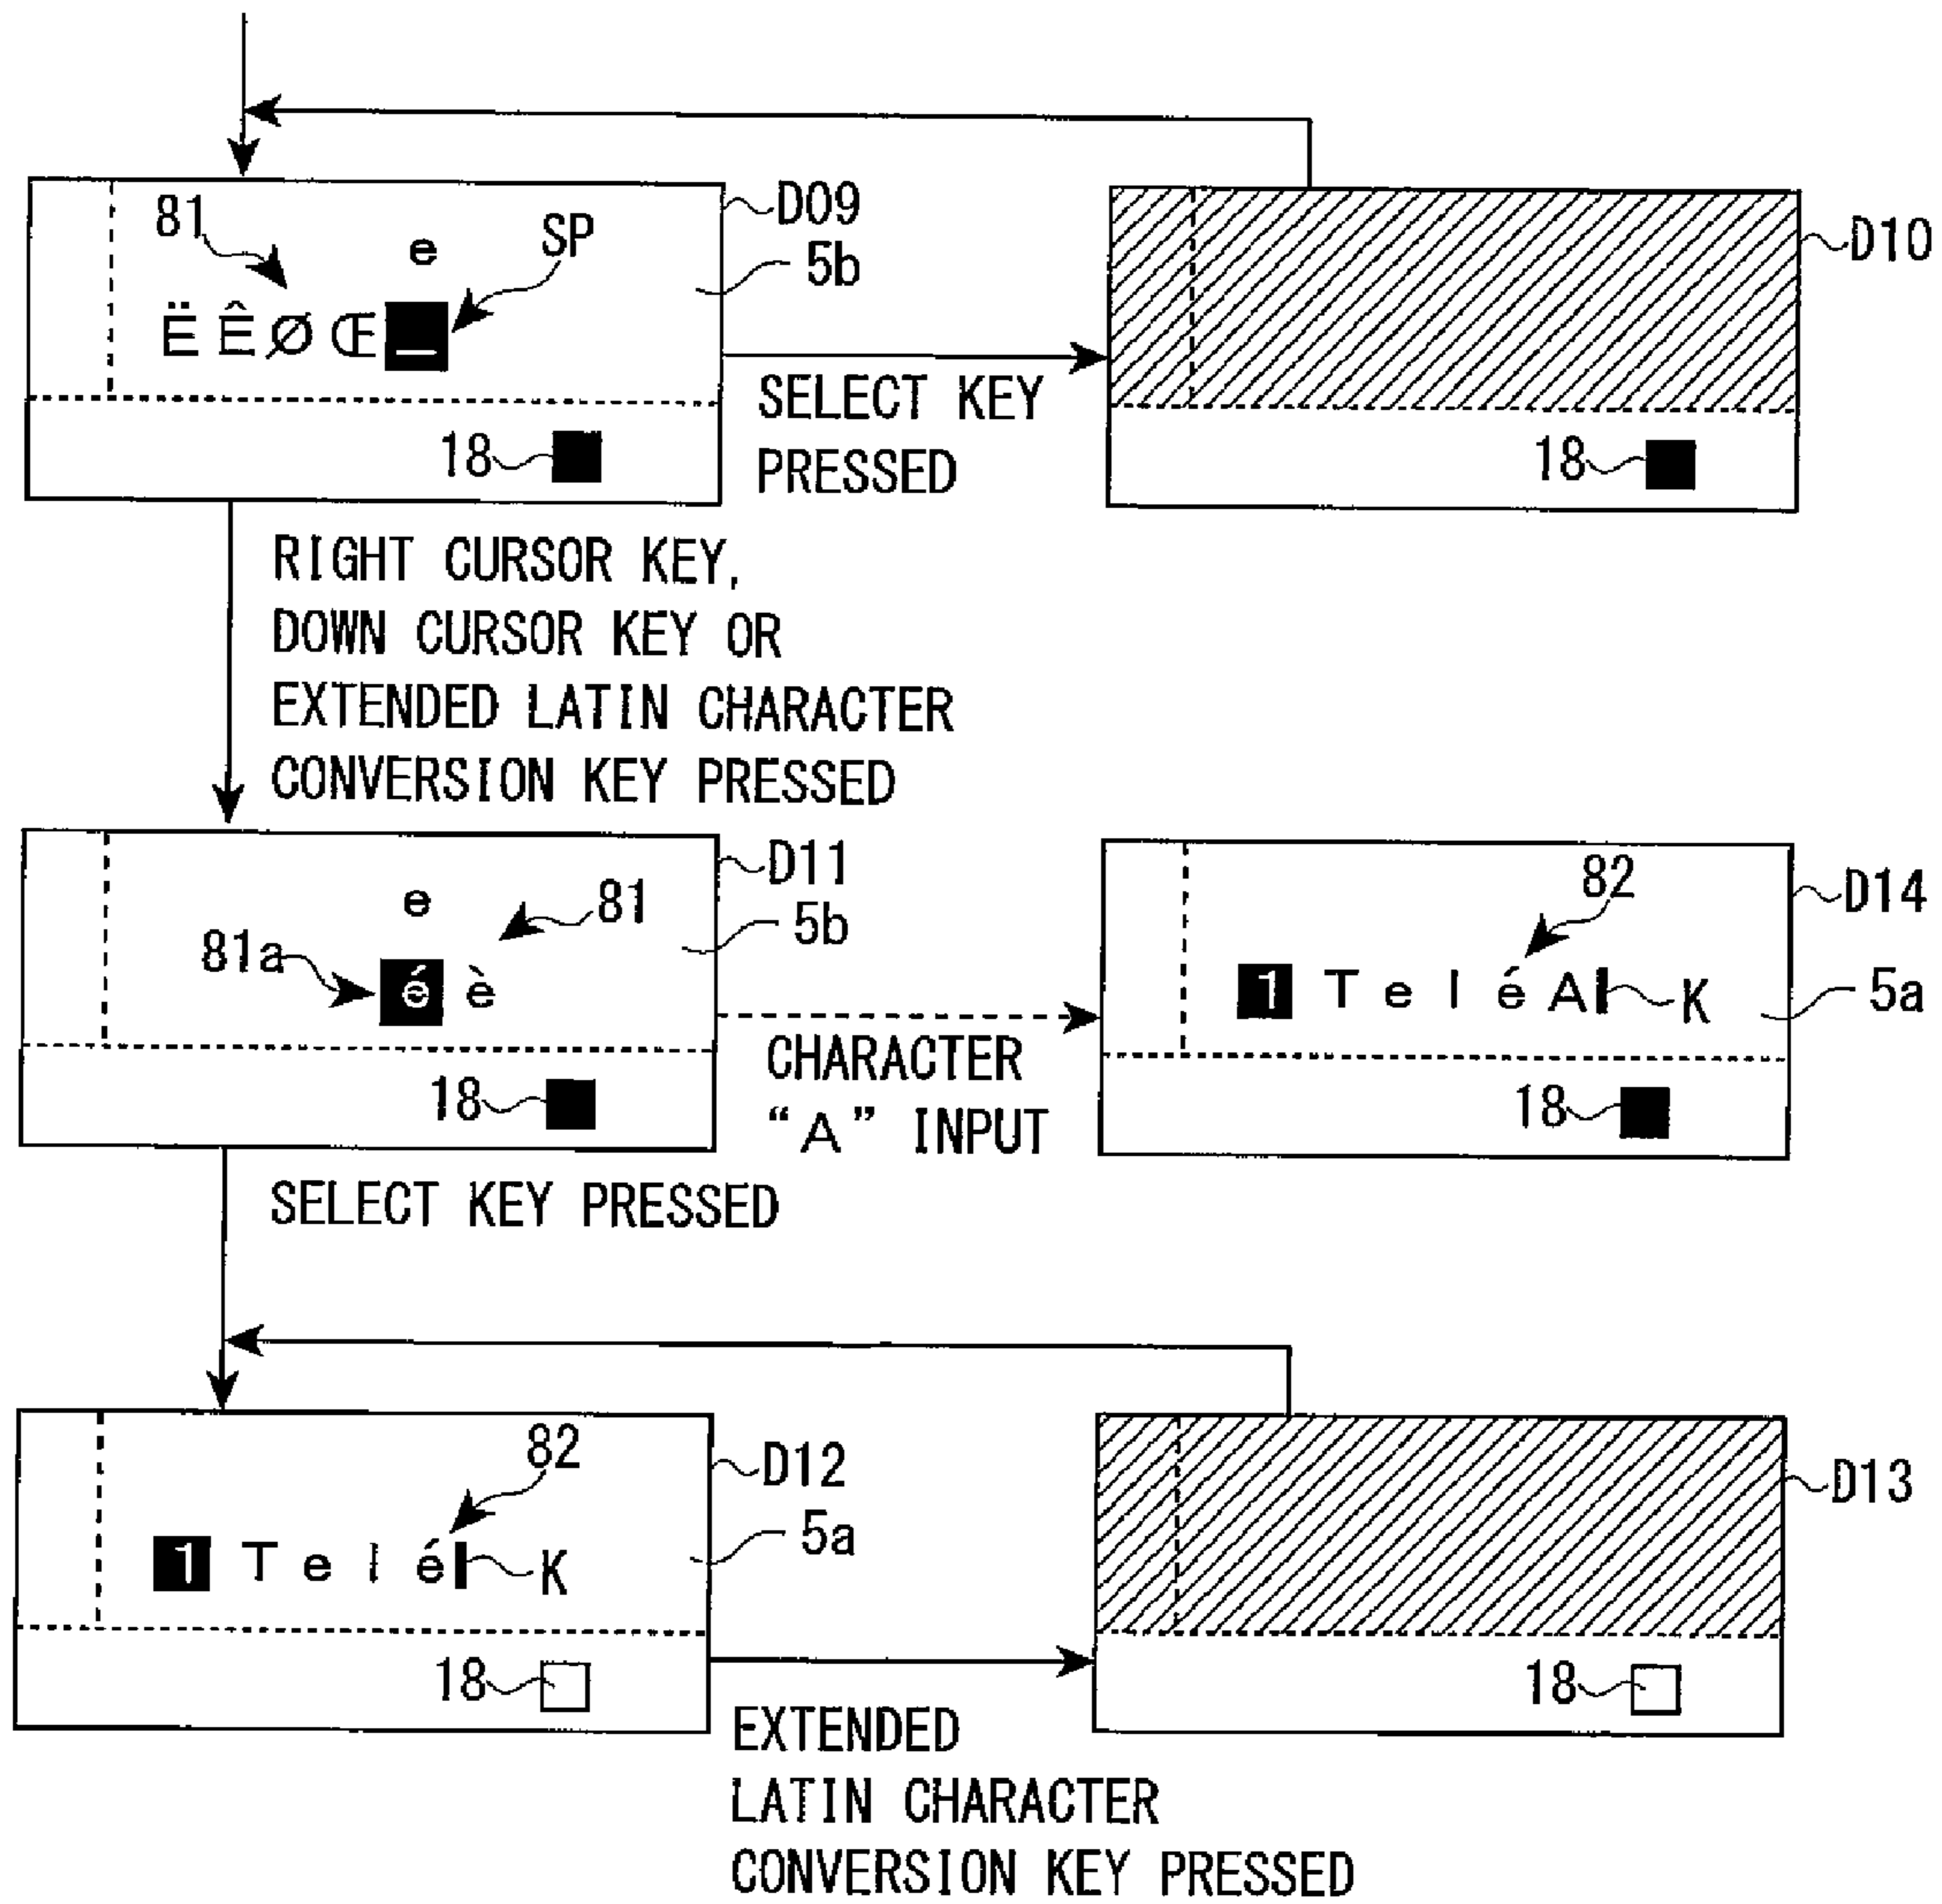 D09
81
SP
e
5b
Ë Ê Ø Œ _
18
SELECT KEY
PRESSED
D10
18
RIGHT CURSOR KEY,
DOWN CURSOR KEY OR
EXTENDED LATIN CHARACTER
CONVERSION KEY PRESSED
D11
e
81
5b
81a
é è
18
CHARACTER
“A” INPUT
D14
82
1 T e l é A
K
5a
18
SELECT KEY PRESSED
D12
82
5a
1 T e l é
K
18
D13
18
EXTENDED
LATIN CHARACTER
CONVERSION KEY PRESSED